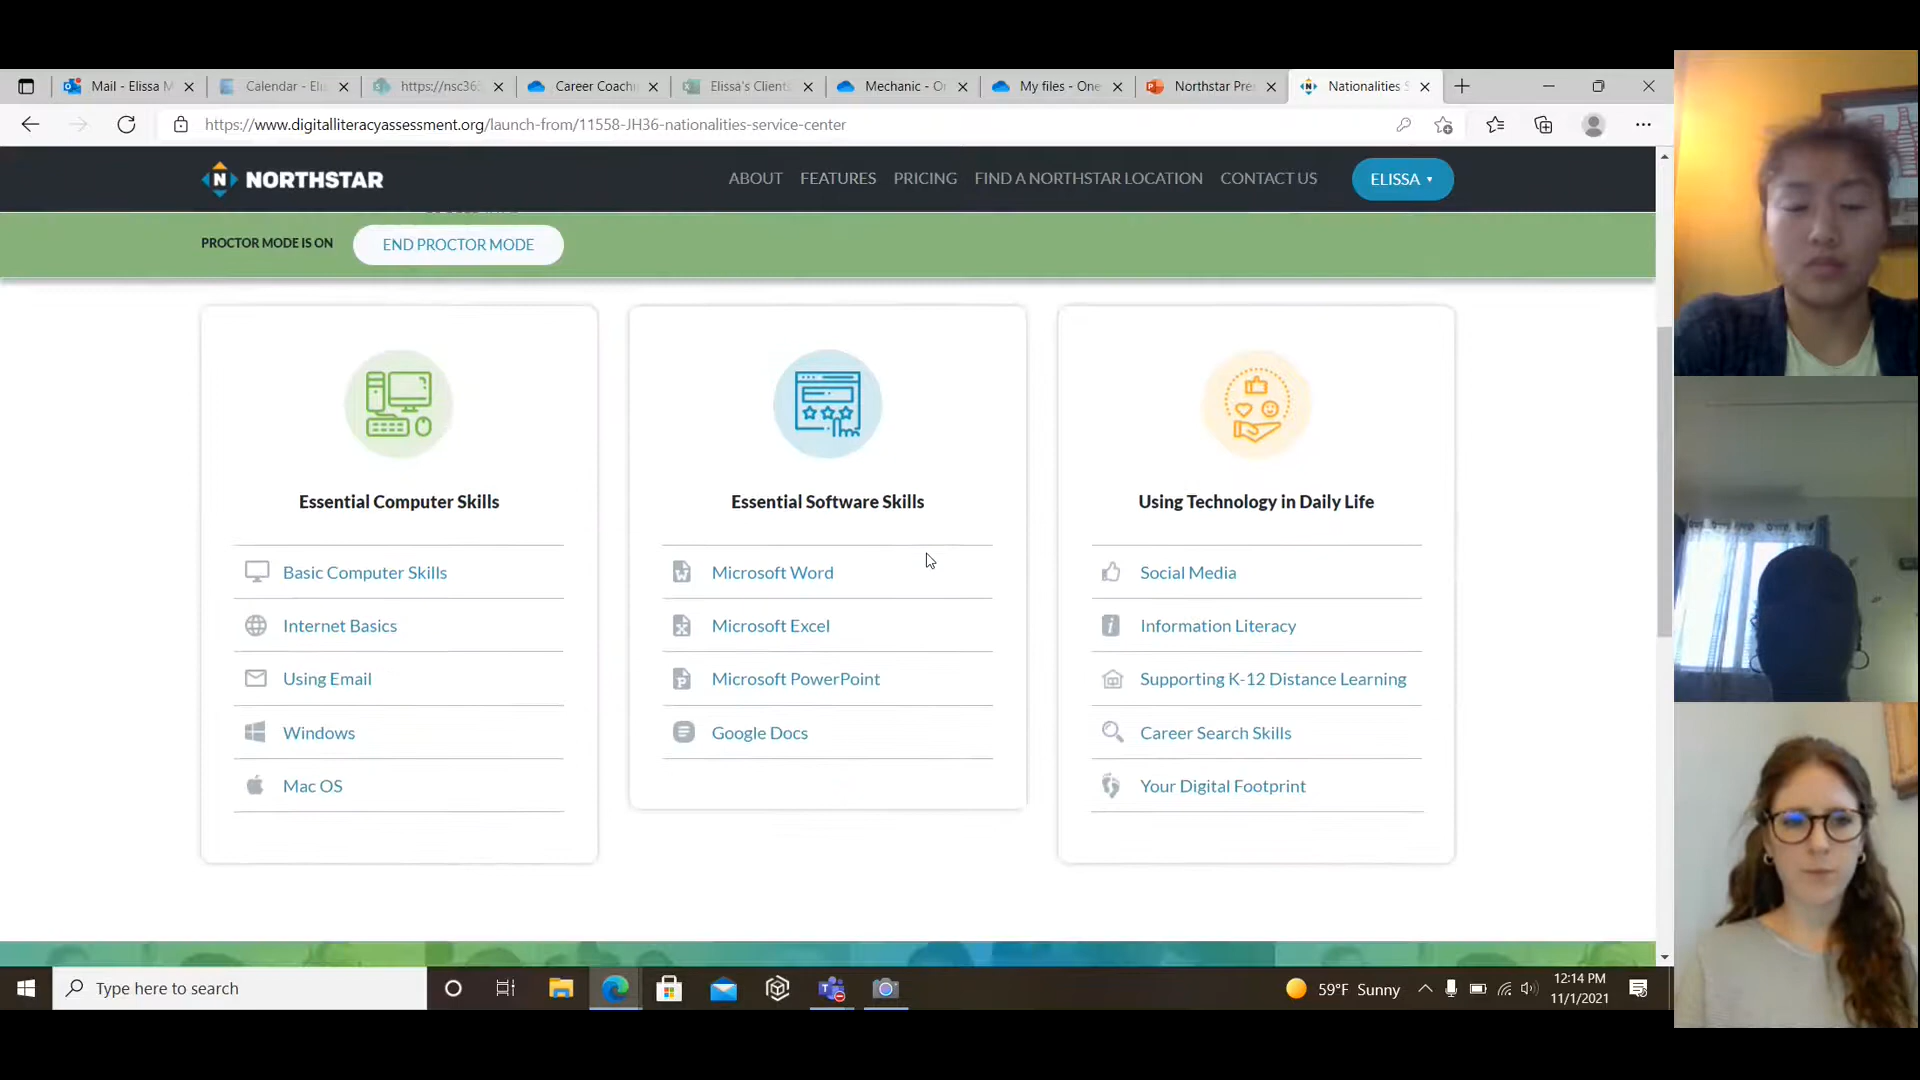 Mail - Elissa M
Calendar - Eli
https://nsc365
Career Coachi
Elissa's Clients
Mechanic - On
My files - One
Northstar Pre
Nationalities S
https://www.digitalliteracyassessment.org/launch-from/11558-JH36-nationalities-service-center
NORTHSTAR
ABOUT
FEATURES
PRICING
FIND A NORTHSTAR LOCATION
CONTACT US
ELISSA
PROCTOR MODE IS ON
END PROCTOR MODE
Essential Computer Skills
Basic Computer Skills
Internet Basics
Using Email
Windows
Mac OS
Essential Software Skills
Microsoft Word
Microsoft Excel
Microsoft PowerPoint
Google Docs
Using Technology in Daily Life
Social Media
Information Literacy
Supporting K-12 Distance Learning
Career Search Skills
Your Digital Footprint
Type here to search
59°F Sunny
12:14 PM
11/1/2021